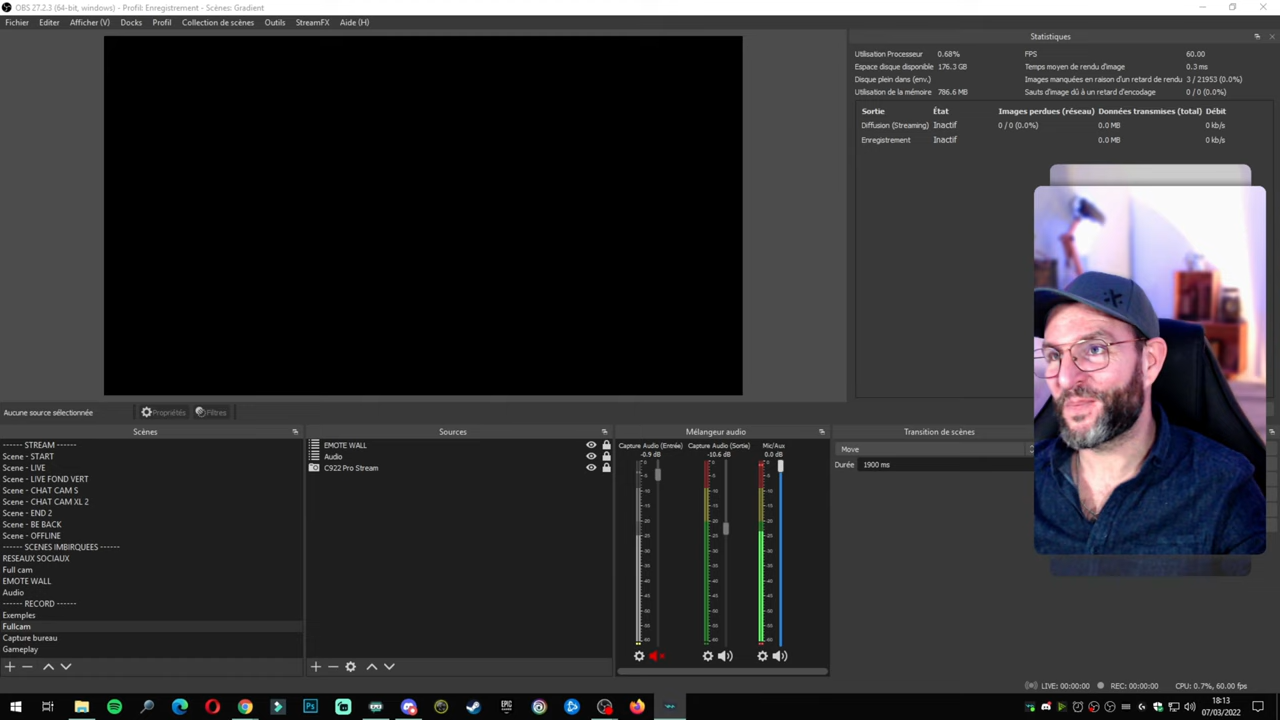 OBS 27.2.3 (64-bit, windows) - Profil: Enregistrement - Scènes: Gradient
Fichier Editer Afficher (V) Docks Profil Collection de scènes Outils StreamFX Aide (H)
Statistiques
Utilisation Processeur 0.68% FPS 60.00
Espace disque disponible 176.3 GB Temps moyen de rendu d'image 0.3 ms
Disque plein dans (env.) Images manquées en raison d'un retard de rendu 3 / 21953 (0.0%)
Utilisation de la mémoire 786.6 MB Sauts d'image dû à un retard d'encodage 0 / 0 (0.0%)
Sortie État Images perdues (réseau) Données transmises (total) Débit
Diffusion (Streaming) Inactif 0 / 0 (0.0%) 0.0 MB 0 kb/s
Enregistrement Inactif 0.0 MB 0 kb/s
Aucune source sélectionnée Propriétés Filtres
Scènes
------ STREAM ------
Scene - START
Scene - LIVE
Scene - LIVE FOND VERT
Scene - CHAT CAM S
Scene - CHAT CAM XL 2
Scene - END 2
Scene - BE BACK
Scene - OFFLINE
------ SCENES IMBIRQUEES ------
RESEAUX SOCIAUX
Full cam
EMOTE WALL
Audio
------ RECORD ------
Exemples
Fullcam
Capture bureau
Gameplay
Sources
EMOTE WALL
Audio
C922 Pro Stream
Mélangeur audio
Capture Audio (Entrée) Capture Audio (Sortie) Mic/Aux
-0.9 dB -10.6 dB 0.0 dB
Transition de scènes
Move
Durée 1900 ms
LIVE: 00:00:00 REC: 00:00:00 CPU: 0.7%, 60.00 fps
Ps
EPIC
18:13
07/03/2022